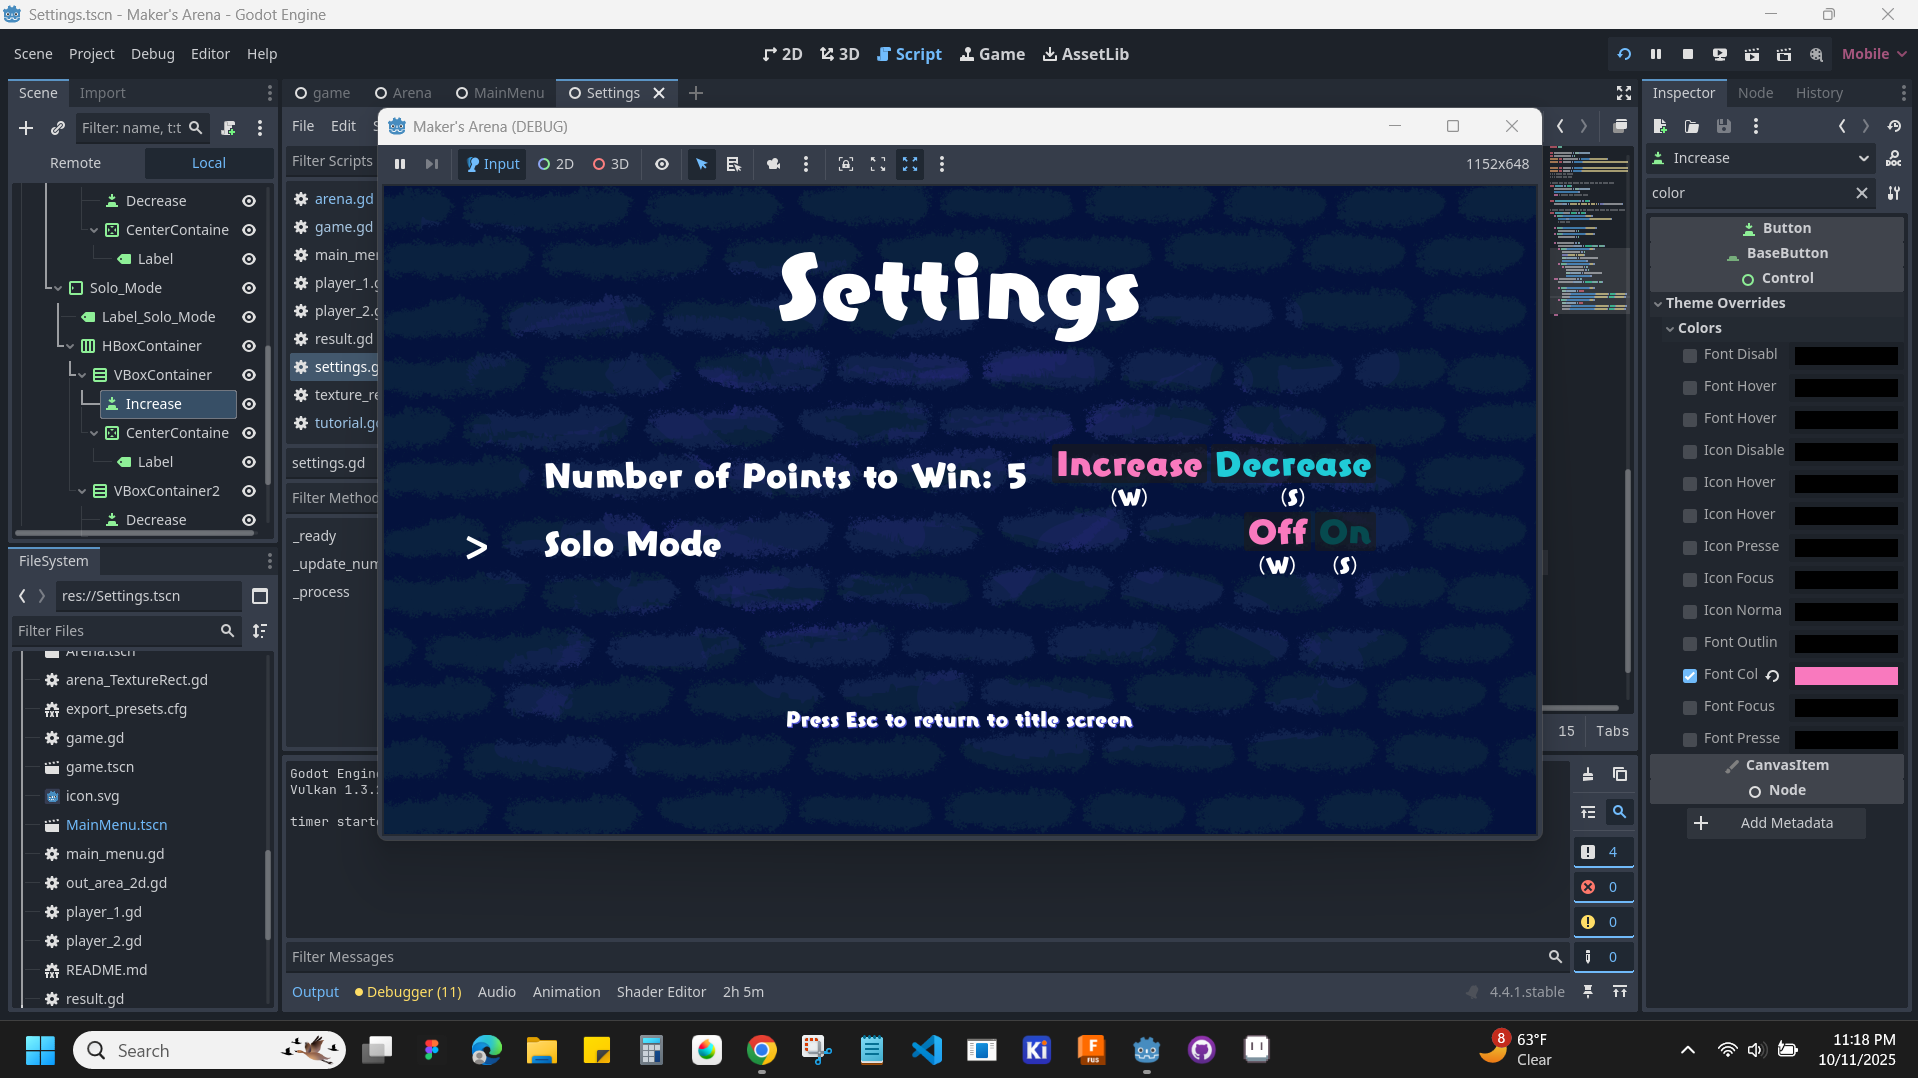 Settings.tscn - Maker's Arena - Godot Engine
Scene Project Debug Editor Help
2D 3D Script Game AssetLib
Mobile
Scene Import
game Arena MainMenu Settings
Inspector Node History
Filter: name, t:t
File Edit S
Maker's Arena (DEBUG)
Remote Local
Filter Scripts
Input 2D 3D
1152x648
Increase
color
Decrease
CenterContaine
Label
Solo_Mode
Label_Solo_Mode
HBoxContainer
VBoxContainer
Increase
CenterContaine
Label
VBoxContainer2
Decrease
arena.gd
game.gd
main_mer
player_1.g
player_2.g
result.gd
settings.g
texture_re
tutorial.gd
settings.gd
Filter Method
_ready
_update_num
_process
Settings
Number of Points to Win: 5 Increase Decrease
(W) (S)
> Solo Mode Off On
(W) (S)
Press Esc to return to title screen
Button
BaseButton
Control
Theme Overrides
Colors
Font Disabl
Font Hover
Font Hover
Icon Disable
Icon Hover
Icon Hover
Icon Presse
Icon Focus
Icon Norma
Font Outlin
Font Col
Font Focus
Font Presse
CanvasItem
Node
Add Metadata
15 Tabs
FileSystem
res://Settings.tscn
Filter Files
Arena.tscn
arena_TextureRect.gd
export_presets.cfg
game.gd
game.tscn
icon.svg
MainMenu.tscn
main_menu.gd
out_area_2d.gd
player_1.gd
player_2.gd
README.md
result.gd
Godot Engin
Vulkan 1.3.
timer start
4
0
0
0
Filter Messages
Output Debugger (11) Audio Animation Shader Editor 2h 5m
4.4.1.stable
Search
Ki
F
FUS
8
63°F
Clear
11:18 PM
10/11/2025